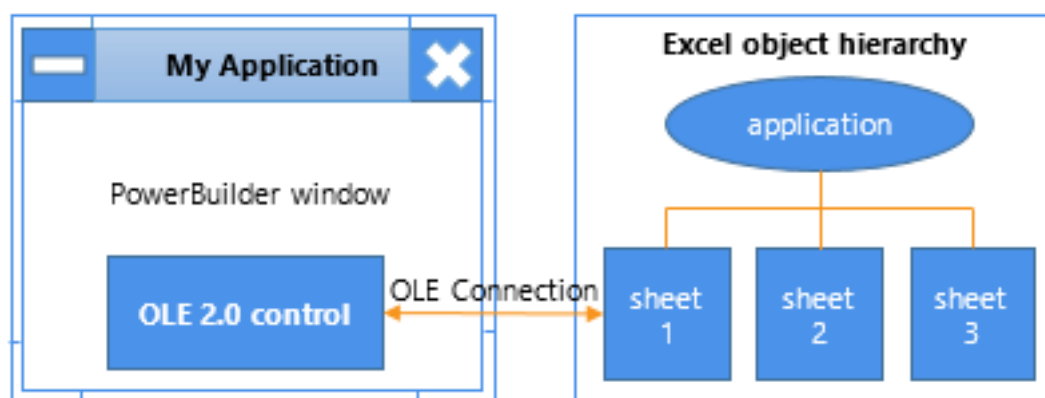 My Application
PowerBuilder window
OLE 2.0 control
OLE Connection
Excel object hierarchy
application
sheet
1
sheet
2
sheet
3